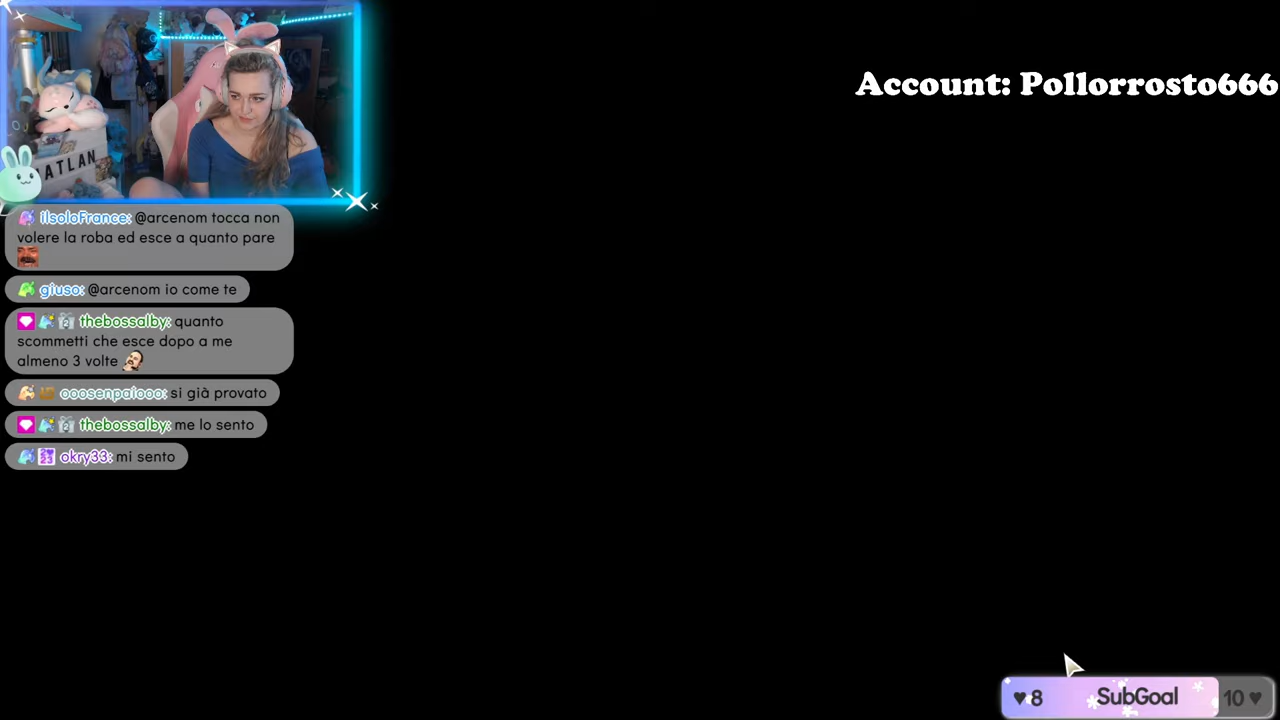 Account: Pollorrosto666
ATLAN
ilsoloFrance: @arcenom tocca non
volere la roba ed esce a quanto pare
giuso: @arcenom io come te
thebossalby: quanto
scommetti che esce dopo a me
almeno 3 volte
ooosenpaiooo: si già provato
thebossalby: me lo sento
okry33: mi sento
8 SubGoal 10